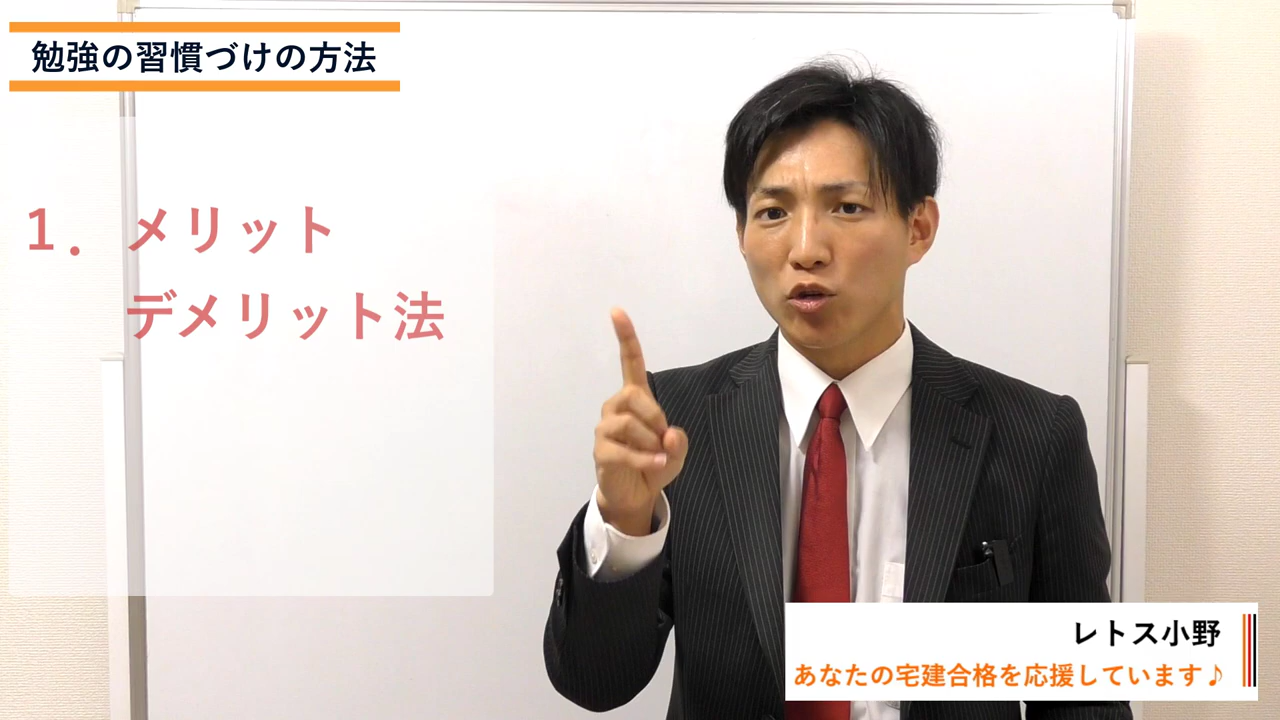 勉強の習慣づけの方法
１．メリット
デメリット法
レトス小野
あなたの宅建合格を応援しています♪